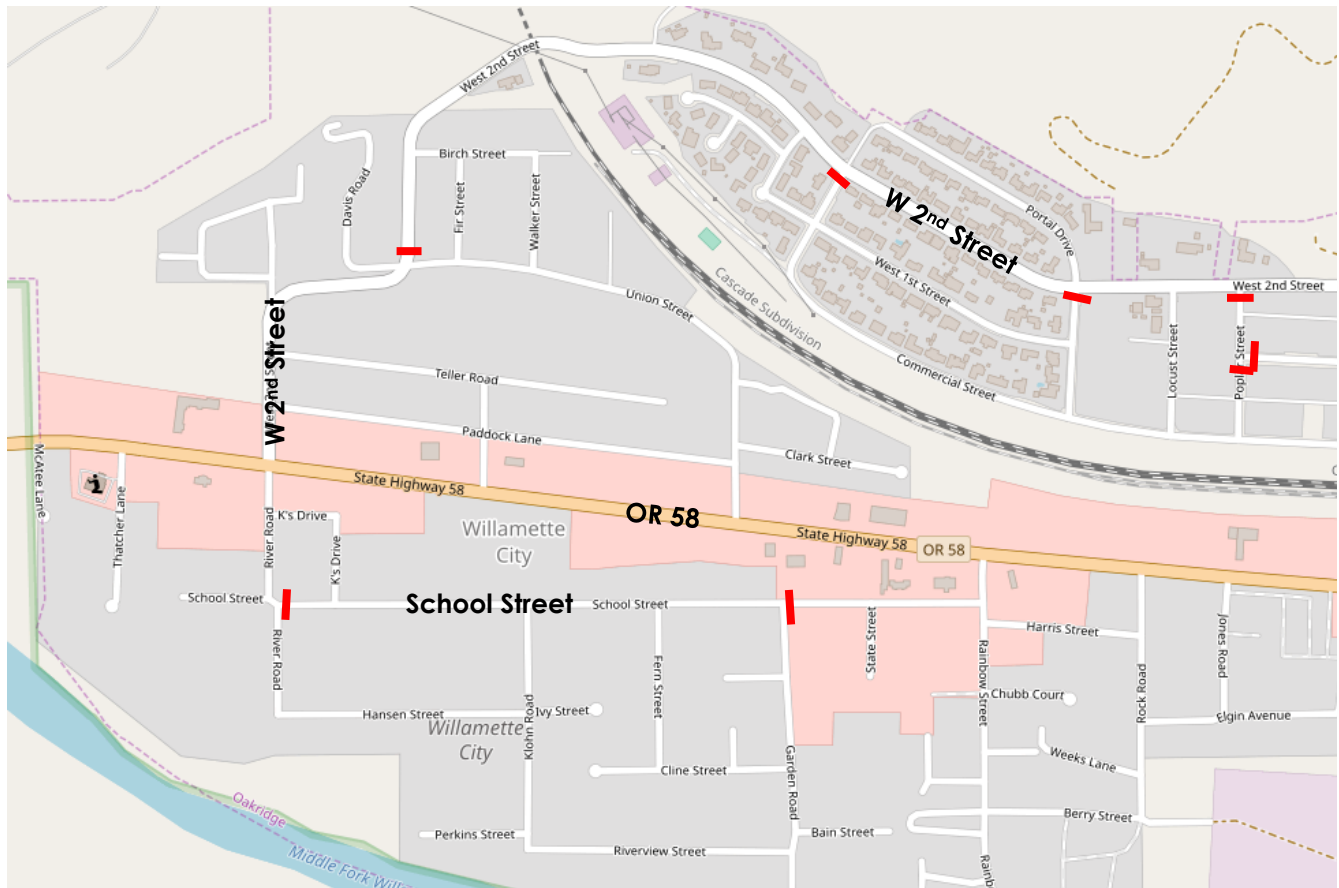 West 2nd Street
Birch Street
Davis Road
Fir Street
Walker Street
Portal Drive
W 2nd Street
West 1st Street
Cascade Subdivision
West 2nd Street
Union Street
Commercial Street
Locust Street
Street
W 2nd Street
Teller Road
Paddock Lane
Clark Street
McAtee Lane
Thatcher Lane
State Highway 58
OR 58
State Highway 58
OR 58
River Road
K's Drive
K's Drive
Willamette
City
School Street
School Street
School Street
State Street
Harris Street
Jones Road
River Road
Fern Street
Rainbow Street
Rock Road
Chubb Court
Hansen Street
Klohn Road
Ivy Street
Willamette
City
Elgin Avenue
Garden Road
Weeks Lane
Cline Street
Oakridge
Berry Street
Perkins Street
Bain Street
Riverview Street
Middle Fork